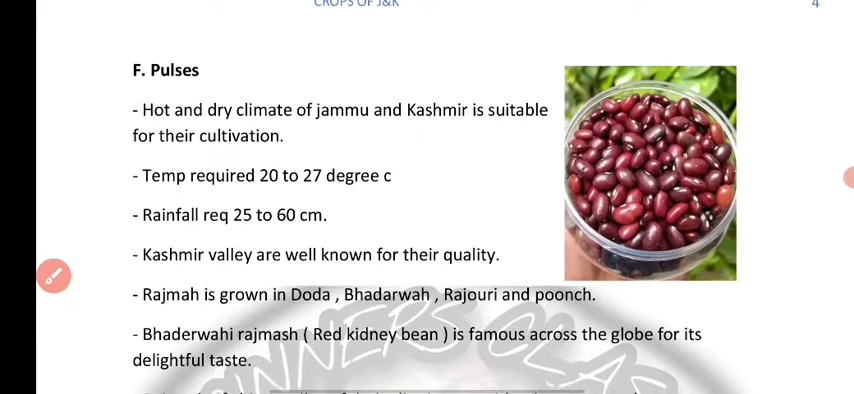 CROPS OF J&K
4
F. Pulses
- Hot and dry climate of jammu and Kashmir is suitable
for their cultivation.
- Temp required 20 to 27 degree c
- Rainfall req 25 to 60 cm.
- Kashmir valley are well known for their quality.
- Rajmah is grown in Doda , Bhadarwah , Rajouri and poonch.
- Bhaderwahi rajmash ( Red kidney bean ) is famous across the globe for its
delightful taste.